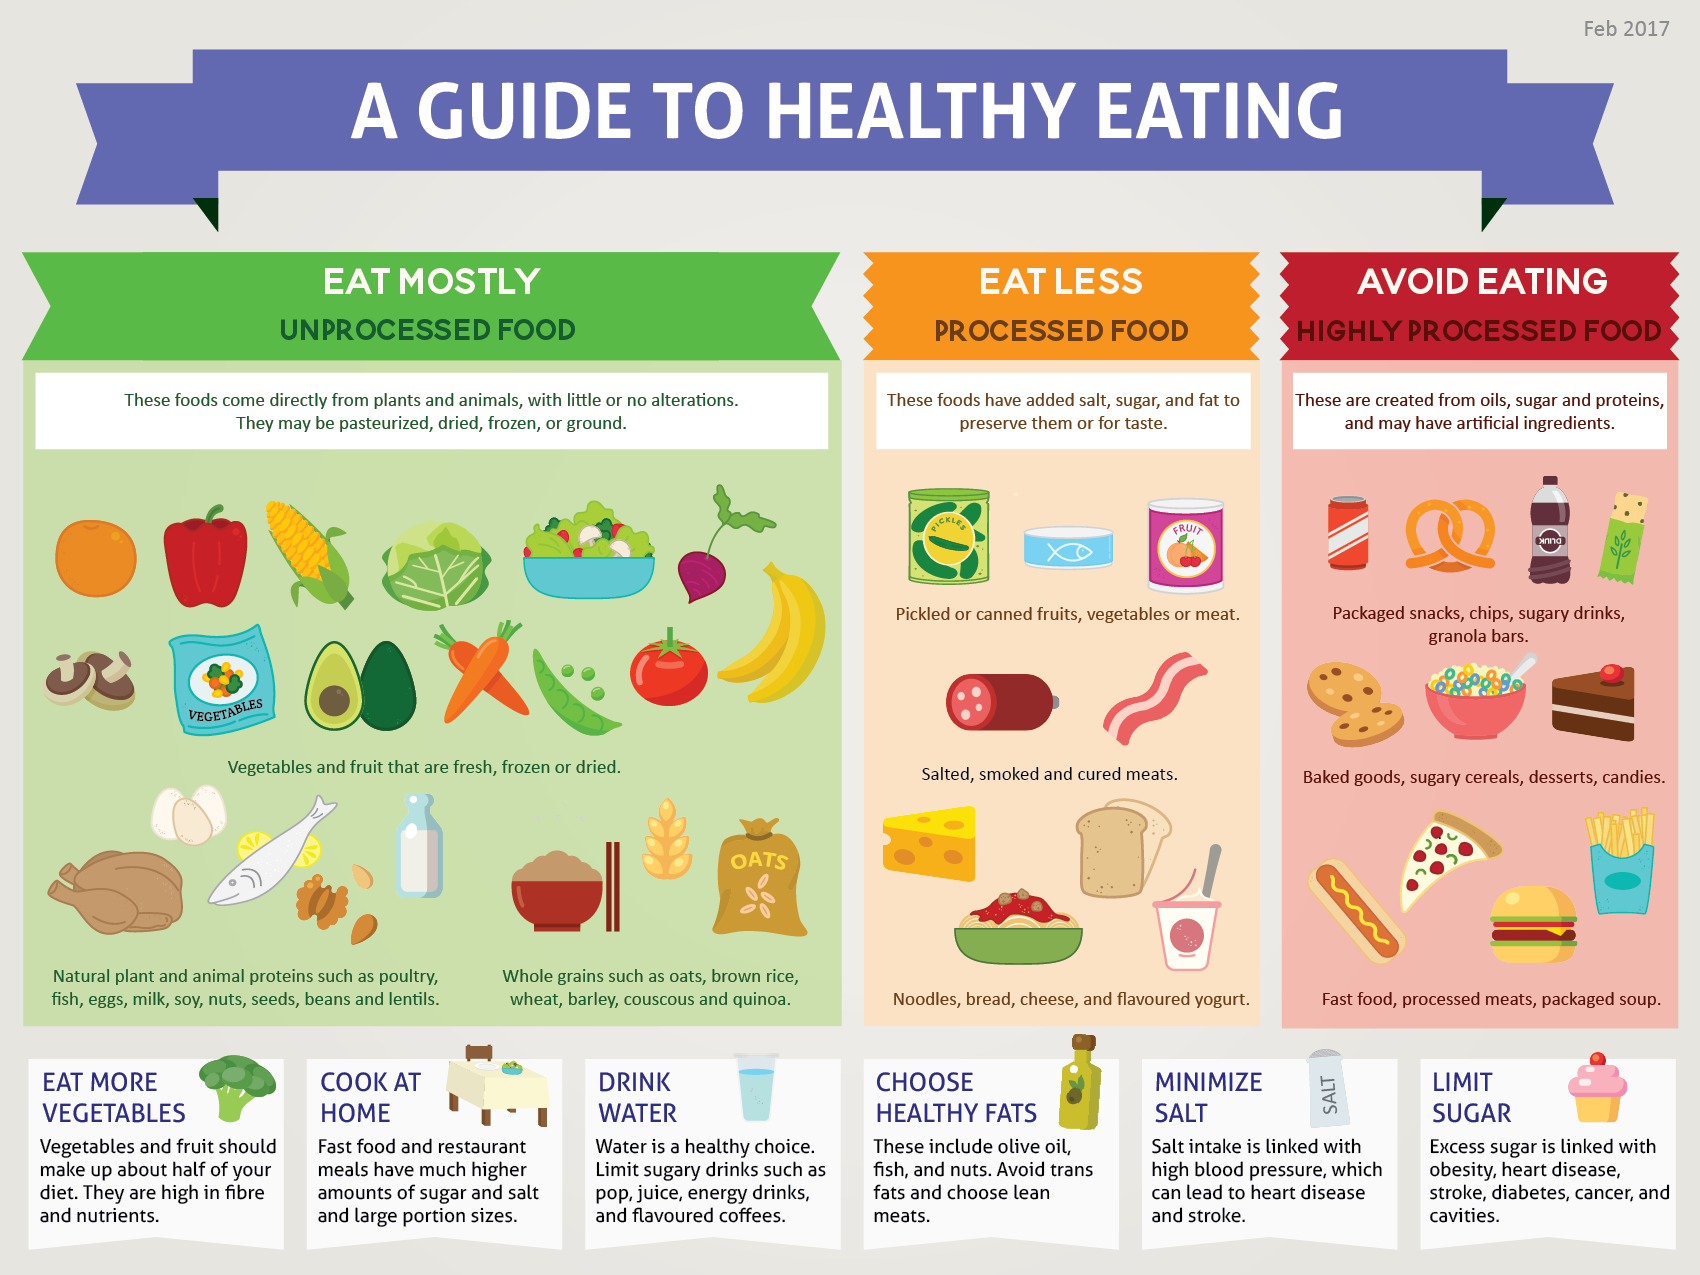 Feb 2017
A GUIDE TO HEALTHY EATING
EAT MOSTLY
UNPROCESSED FOOD
These foods come directly from plants and animals, with little or no alterations.
They may be pasteurized, dried, frozen, or ground.
VEGETABLES
Vegetables and fruit that are fresh, frozen or dried.
OATS
Natural plant and animal proteins such as poultry,
fish, eggs, milk, soy, nuts, seeds, beans and lentils.
Whole grains such as oats, brown rice,
wheat, barley, couscous and quinoa.
EAT LESS
PROCESSED FOOD
These foods have added salt, sugar, and fat to
preserve them or for taste.
PICKLES
FRUIT
Pickled or canned fruits, vegetables or meat.
Salted, smoked and cured meats.
Noodles, bread, cheese, and flavoured yogurt.
AVOID EATING
HIGHLY PROCESSED FOOD
These are created from oils, sugar and proteins,
and may have artificial ingredients.
Packaged snacks, chips, sugary drinks,
granola bars.
Baked goods, sugary cereals, desserts, candies.
Fast food, processed meats, packaged soup.
EAT MORE
VEGETABLES
Vegetables and fruit should
make up about half of your
diet. They are high in fibre
and nutrients.
COOK AT
HOME
Fast food and restaurant
meals have much higher
amounts of sugar and salt
and large portion sizes.
DRINK
WATER
Water is a healthy choice.
Limit sugary drinks such as
pop, juice, energy drinks,
and flavoured coffees.
CHOOSE
HEALTHY FATS
These include olive oil,
fish, and nuts. Avoid trans
fats and choose lean
meats.
MINIMIZE
SALT
SALT
Salt intake is linked with
high blood pressure, which
can lead to heart disease
and stroke.
LIMIT
SUGAR
Excess sugar is linked with
obesity, heart disease,
stroke, diabetes, cancer, and
cavities.